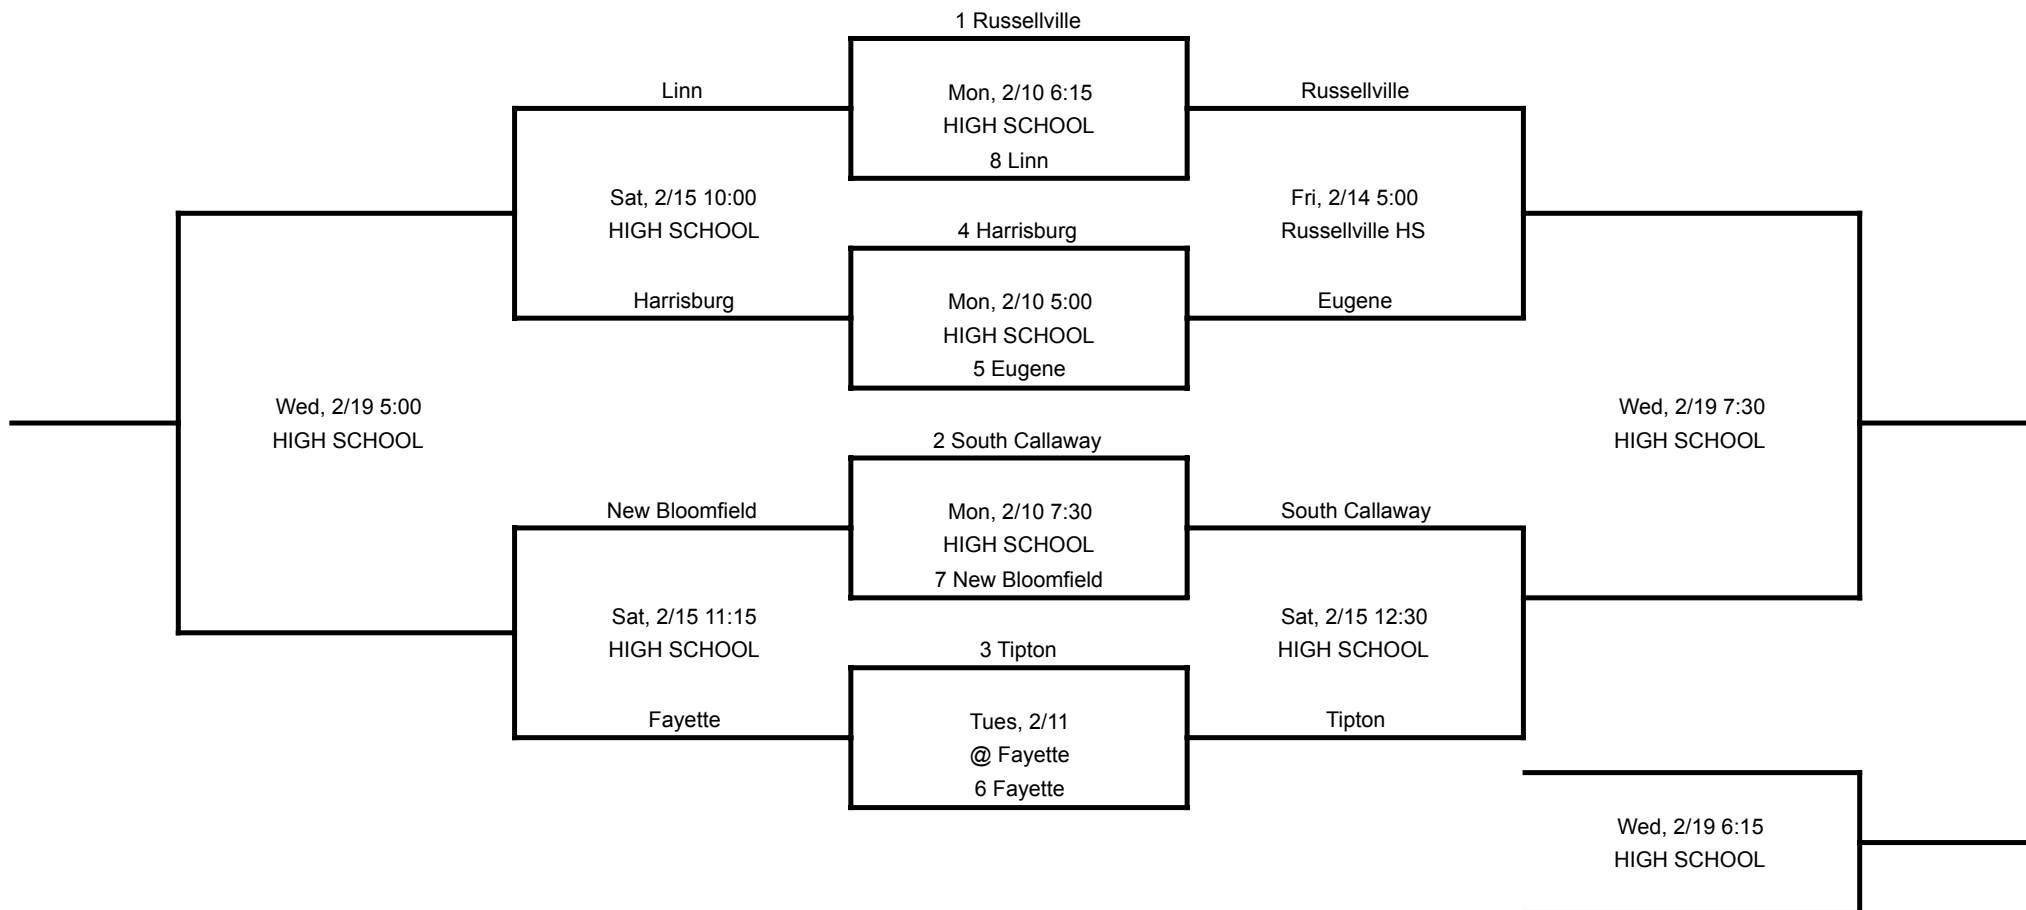 1 Russellville
Linn
Mon, 2/10 6:15
HIGH SCHOOL
Russellville
8 Linn
Sat, 2/15 10:00
HIGH SCHOOL
Fri, 2/14 5:00
Russellville HS
4 Harrisburg
Harrisburg
Mon, 2/10 5:00
HIGH SCHOOL
Eugene
5 Eugene
Wed, 2/19 5:00
HIGH SCHOOL
Wed, 2/19 7:30
HIGH SCHOOL
2 South Callaway
New Bloomfield
Mon, 2/10 7:30
HIGH SCHOOL
South Callaway
7 New Bloomfield
Sat, 2/15 11:15
HIGH SCHOOL
Sat, 2/15 12:30
HIGH SCHOOL
3 Tipton
Fayette
Tues, 2/11
@ Fayette
Tipton
6 Fayette
Wed, 2/19 6:15
HIGH SCHOOL